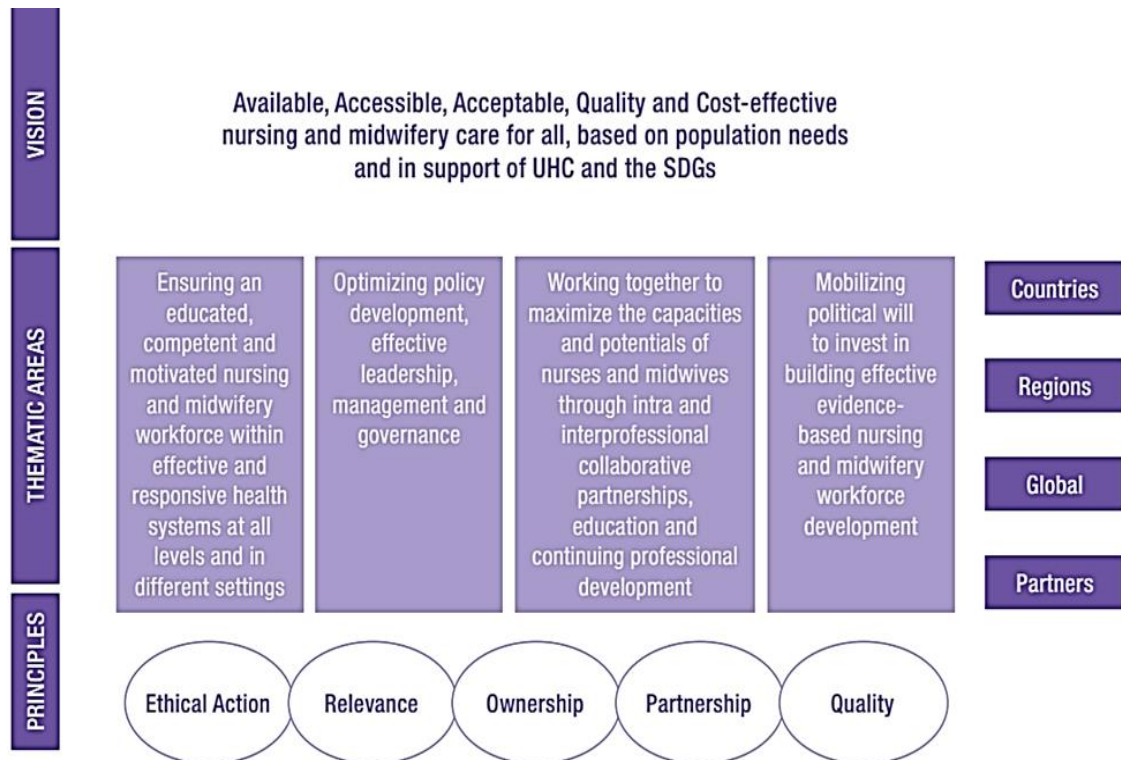 VISION
Available, Accessible, Acceptable, Quality and Cost-effective
nursing and midwifery care for all, based on population needs
and in support of UHC and the SDGs
THEMATIC AREAS
Ensuring an
educated,
competent and
motivated nursing
and midwifery
workforce within
effective and
responsive health
systems at all
levels and in
different settings
Optimizing policy
development,
effective
leadership,
management and
governance
Working together to
maximize the capacities
and potentials of
nurses and midwives
through intra and
interprofessional
collaborative
partnerships,
education and
continuing professional
development
Mobilizing
political will
to invest in
building effective
evidence-
based nursing
and midwifery
workforce
development
Countries
Regions
Global
Partners
PRINCIPLES
Ethical Action
Relevance
Ownership
Partnership
Quality